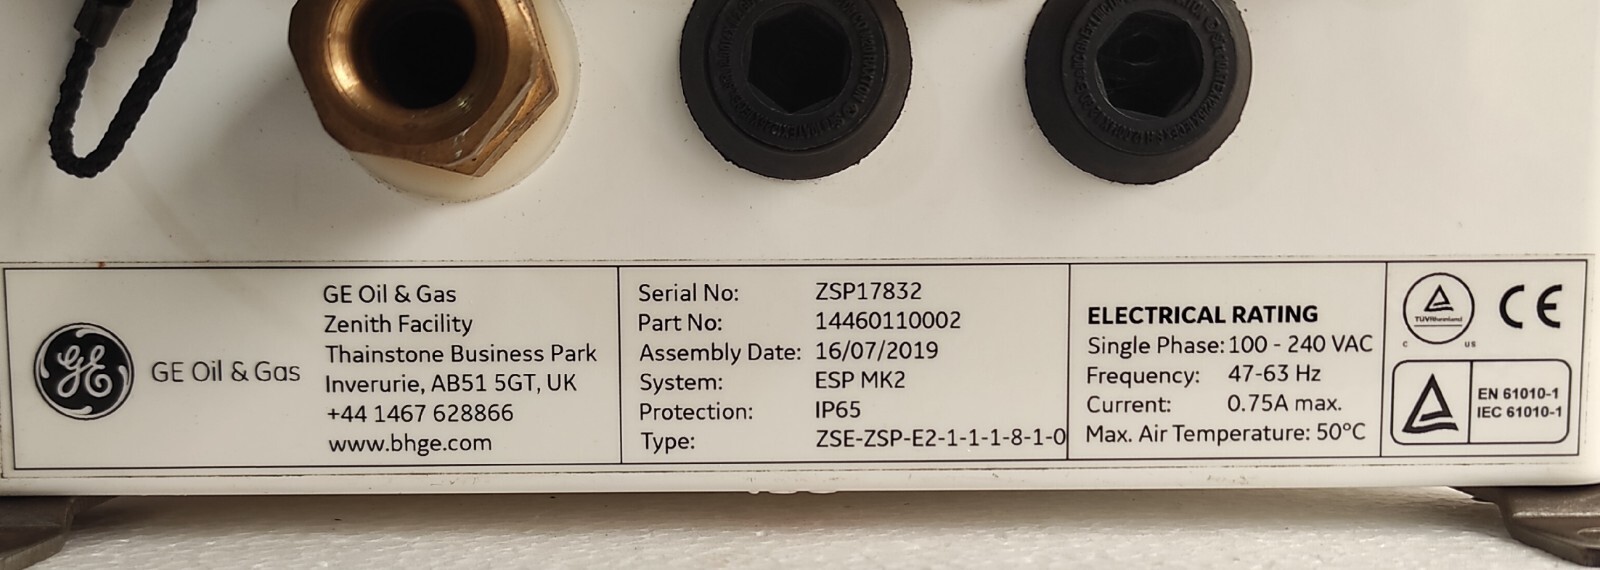 GE Oil & Gas
GE Oil & Gas
Zenith Facility
Thainstone Business Park
Inverurie, AB51 5GT, UK
+44 1467 628866
www.bhge.com
Serial No: ZSP17832
Part No: 14460110002
Assembly Date: 16/07/2019
System: ESP MK2
Protection: IP65
Type: ZSE-ZSP-E2-1-1-1-8-1-0
ELECTRICAL RATING
Single Phase: 100 - 240 VAC
Frequency: 47-63 Hz
Current: 0.75A max.
Max. Air Temperature: 50°C
TÜVRheinland
C US
CE
EN 61010-1
IEC 61010-1